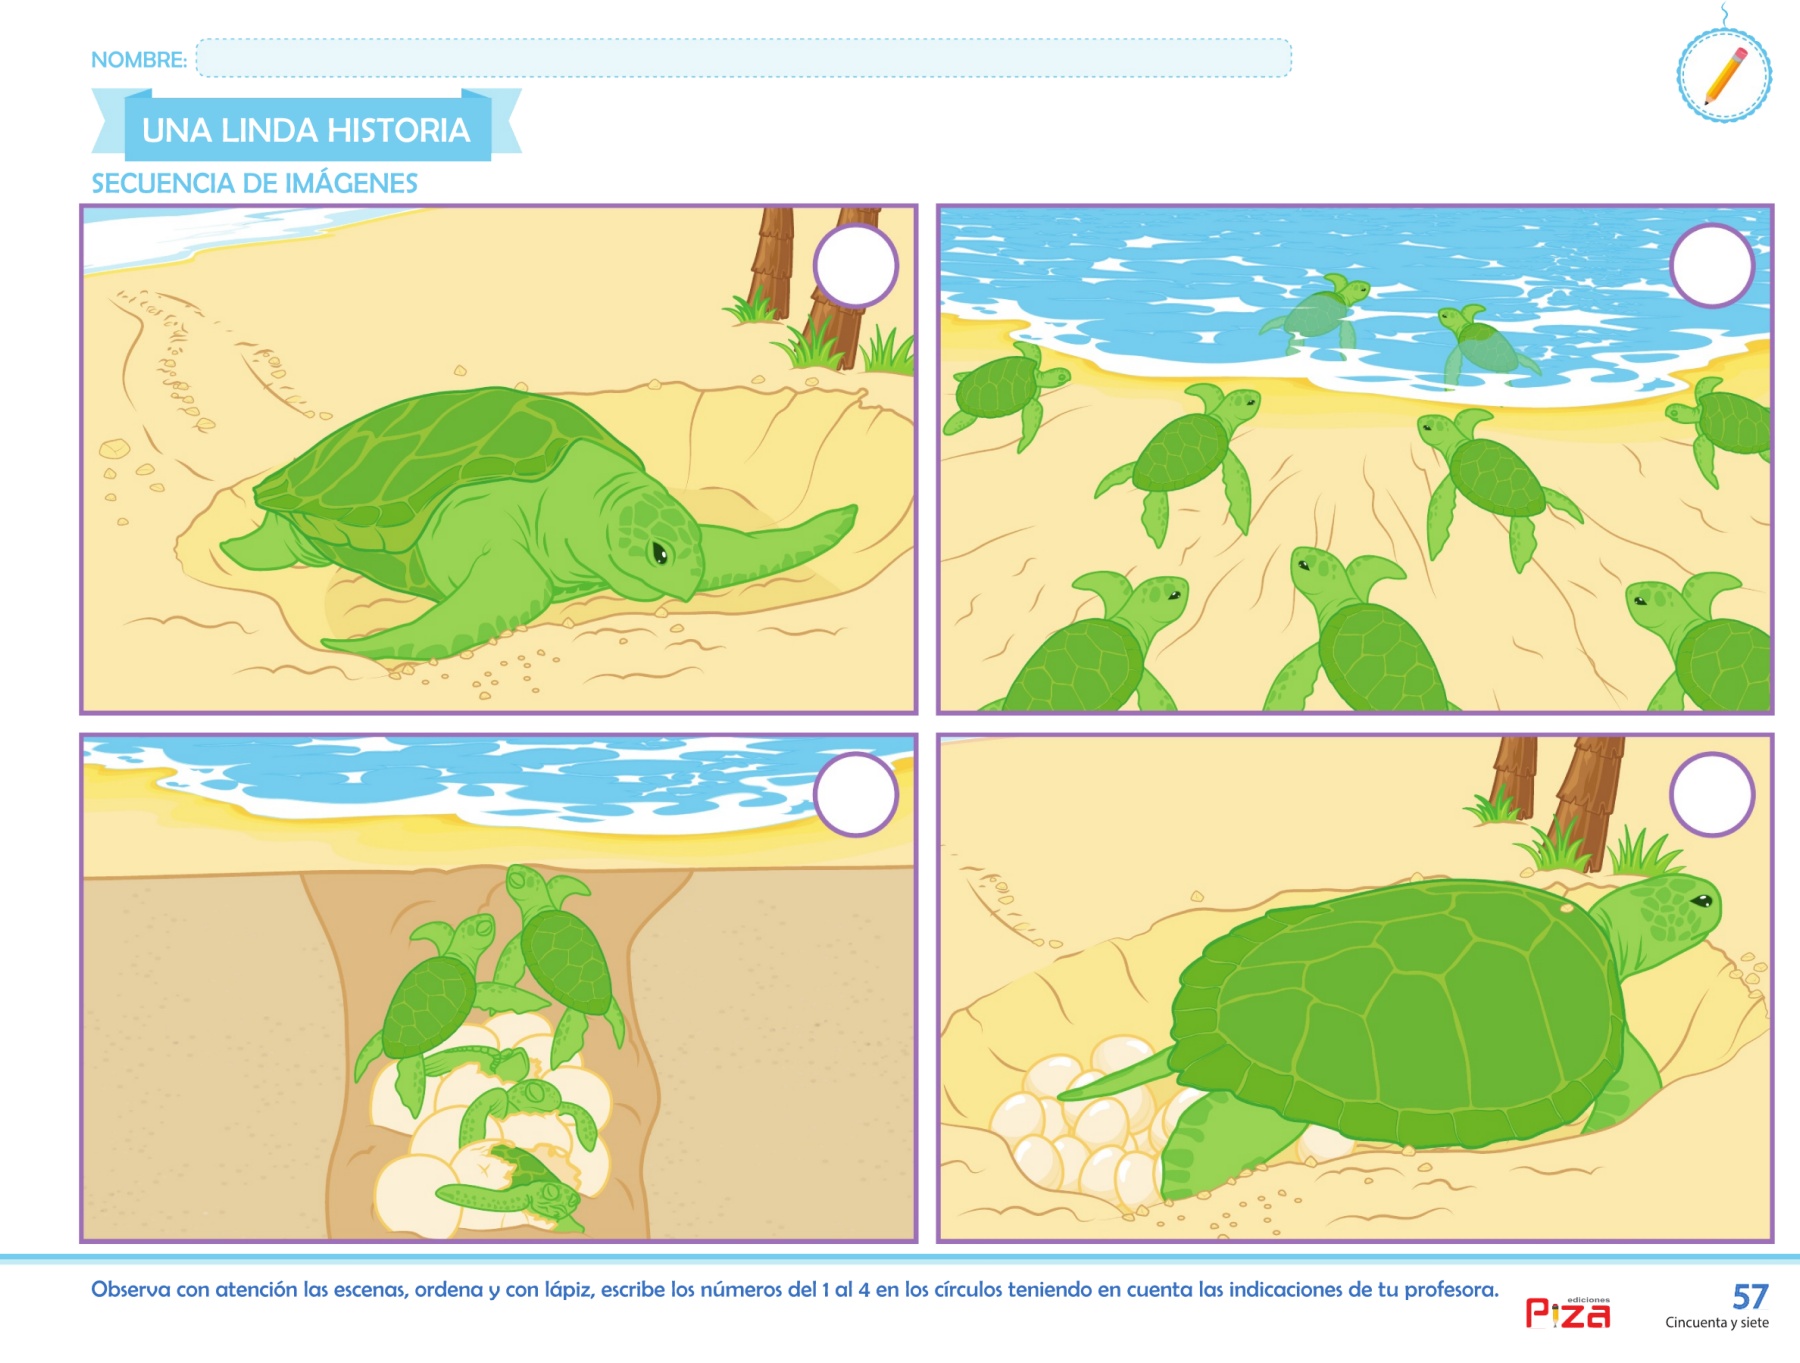 NOMBRE:
UNA LINDA HISTORIA
SECUENCIA DE IMÁGENES
Observa con atención las escenas, ordena y con lápiz, escribe los números del 1 al 4 en los círculos teniendo en cuenta las indicaciones de tu profesora.
ediciones
Piza
57
Cincuenta y siete